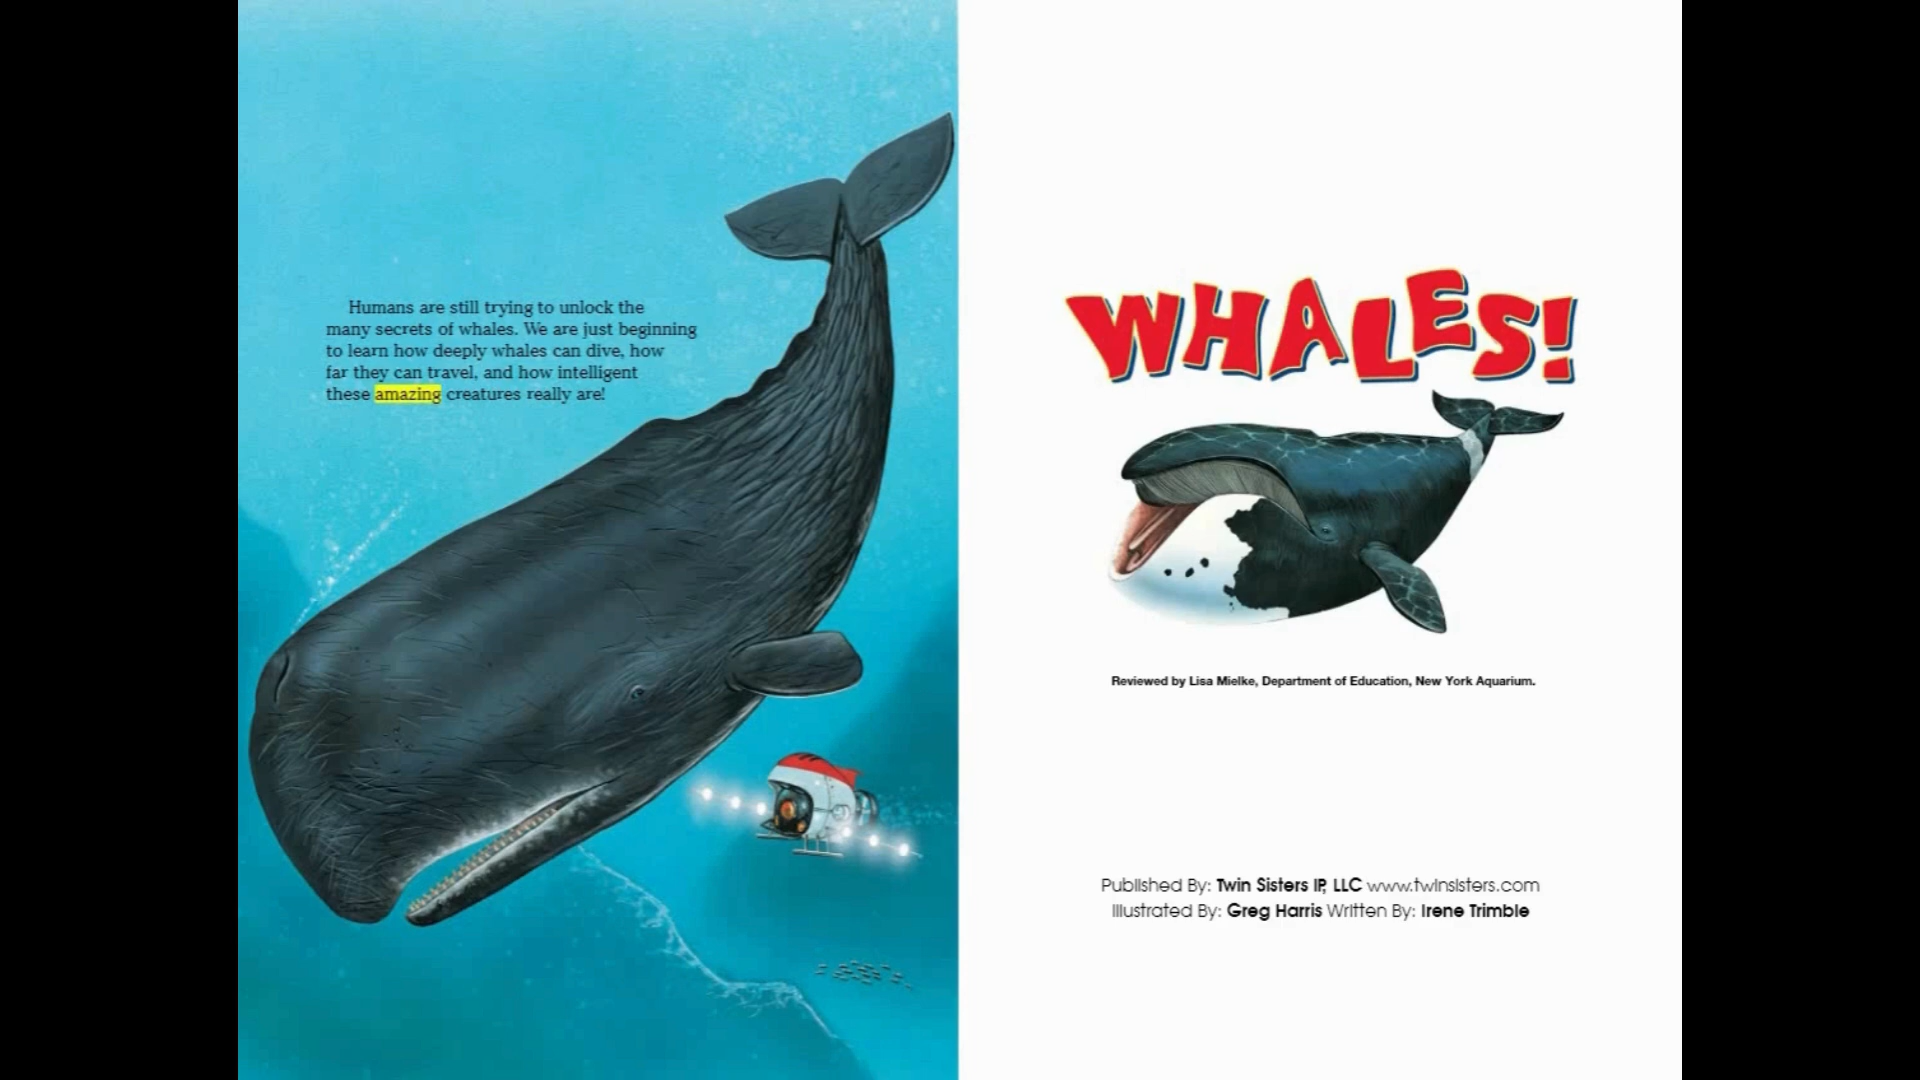 Humans are still trying to unlock the
many secrets of whales. We are just beginning
to learn how deeply whales can dive, how
far they can travel, and how intelligent
these amazing creatures really are!
WHALES!
Reviewed by Lisa Mielke, Department of Education, New York Aquarium.
Published By: Twin Sisters IP, LLC www.twinsisters.com
Illustrated By: Greg Harris Written By: Irene Trimble